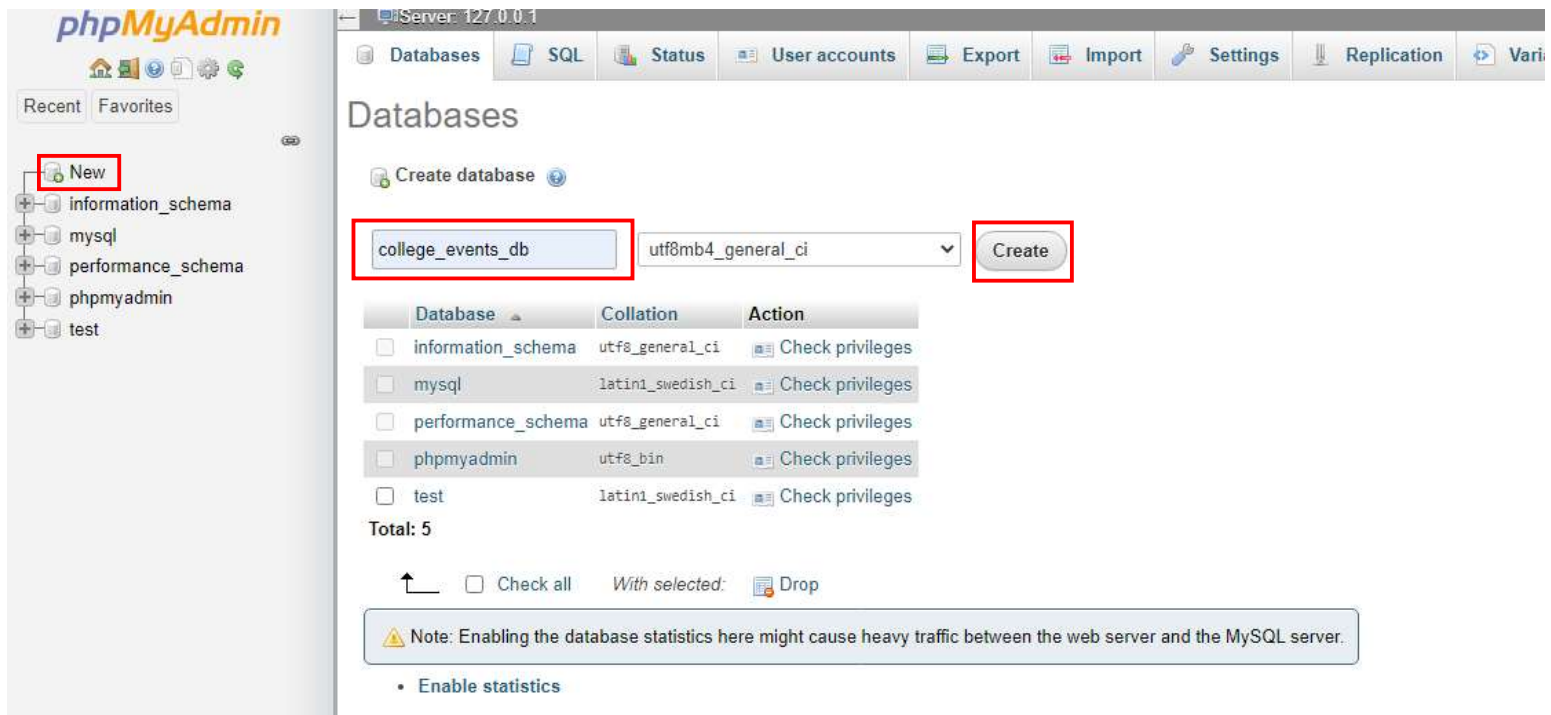 phpMyAdmin
Recent Favorites
New
information_schema
mysql
performance_schema
phpmyadmin
test
Server: 127.0.0.1
Databases SQL Status User accounts Export Import Settings Replication Varia
Databases
Create database
college_events_db utf8mb4_general_ci Create
Database Collation Action
information_schema utf8_general_ci Check privileges
mysql latin1_swedish_ci Check privileges
performance_schema utf8_general_ci Check privileges
phpmyadmin utf8_bin Check privileges
test latin1_swedish_ci Check privileges
Total: 5
Check all With selected: Drop
Note: Enabling the database statistics here might cause heavy traffic between the web server and the MySQL server.
• Enable statistics